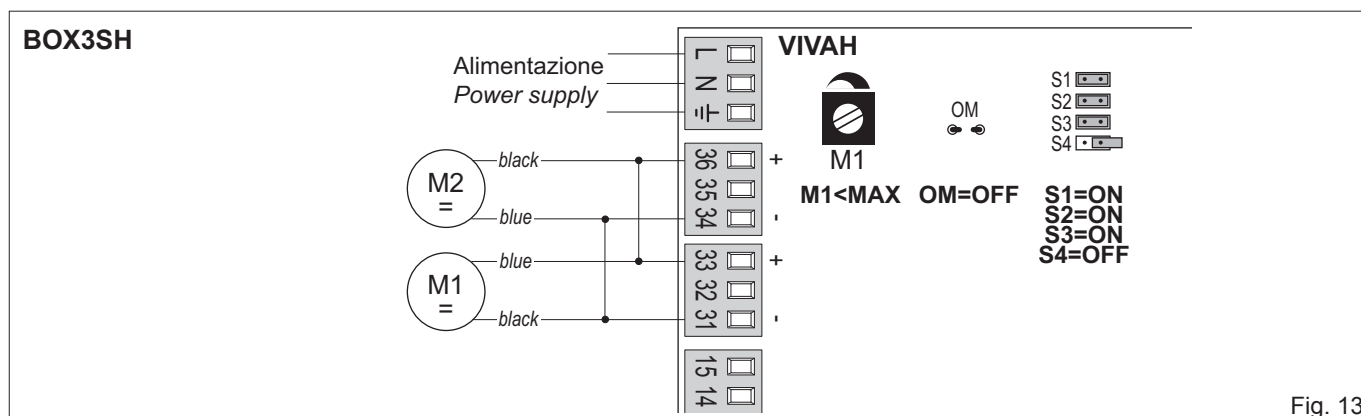 BOX3SH
VIVAH
Alimentazione
Power supply
L
N
M2
=
black
blue
M1
=
blue
black
36
35
34
+
-
33
32
31
+
-
15
14
M1
M1<MAX
OM
OM=OFF
S1
S2
S3
S4
S1=ON
S2=ON
S3=ON
S4=OFF
Fig. 13